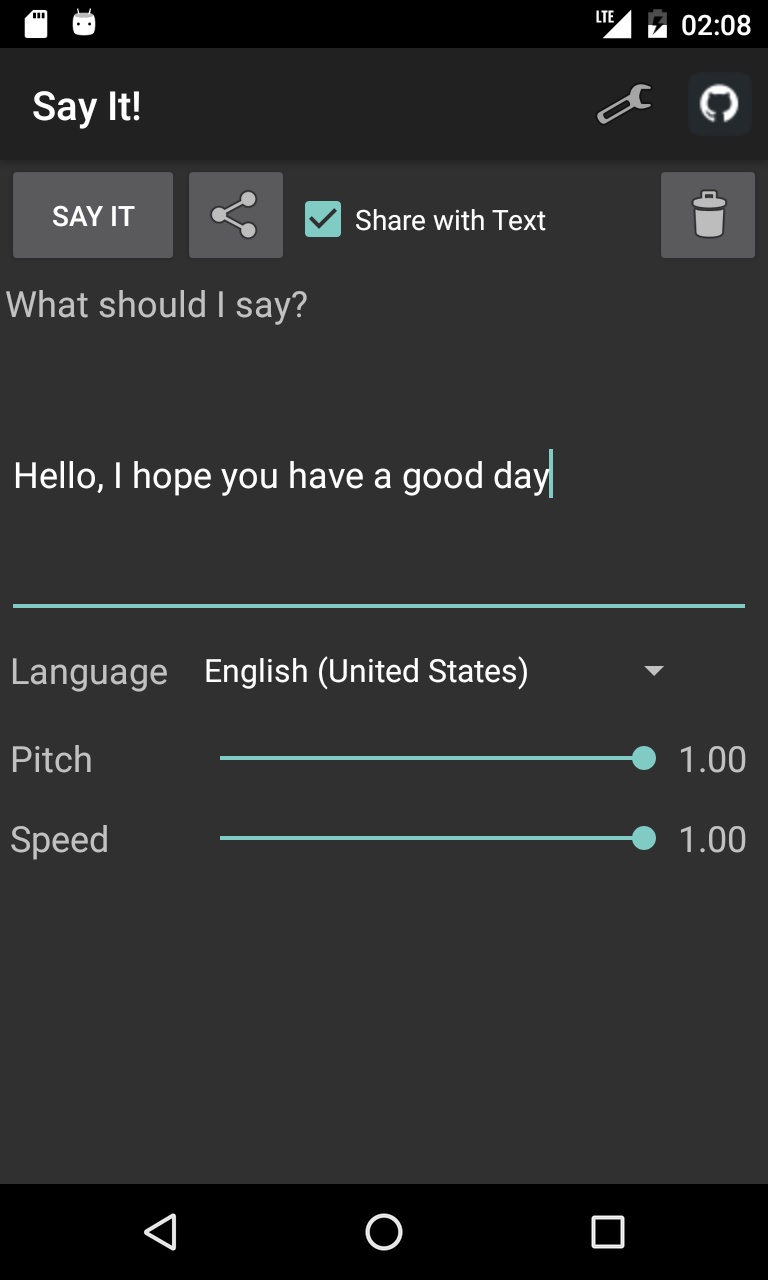 LTE 02:08
Say It!
SAY IT Share with Text
What should I say?
Hello, I hope you have a good day
Language English (United States)
Pitch 1.00
Speed 1.00